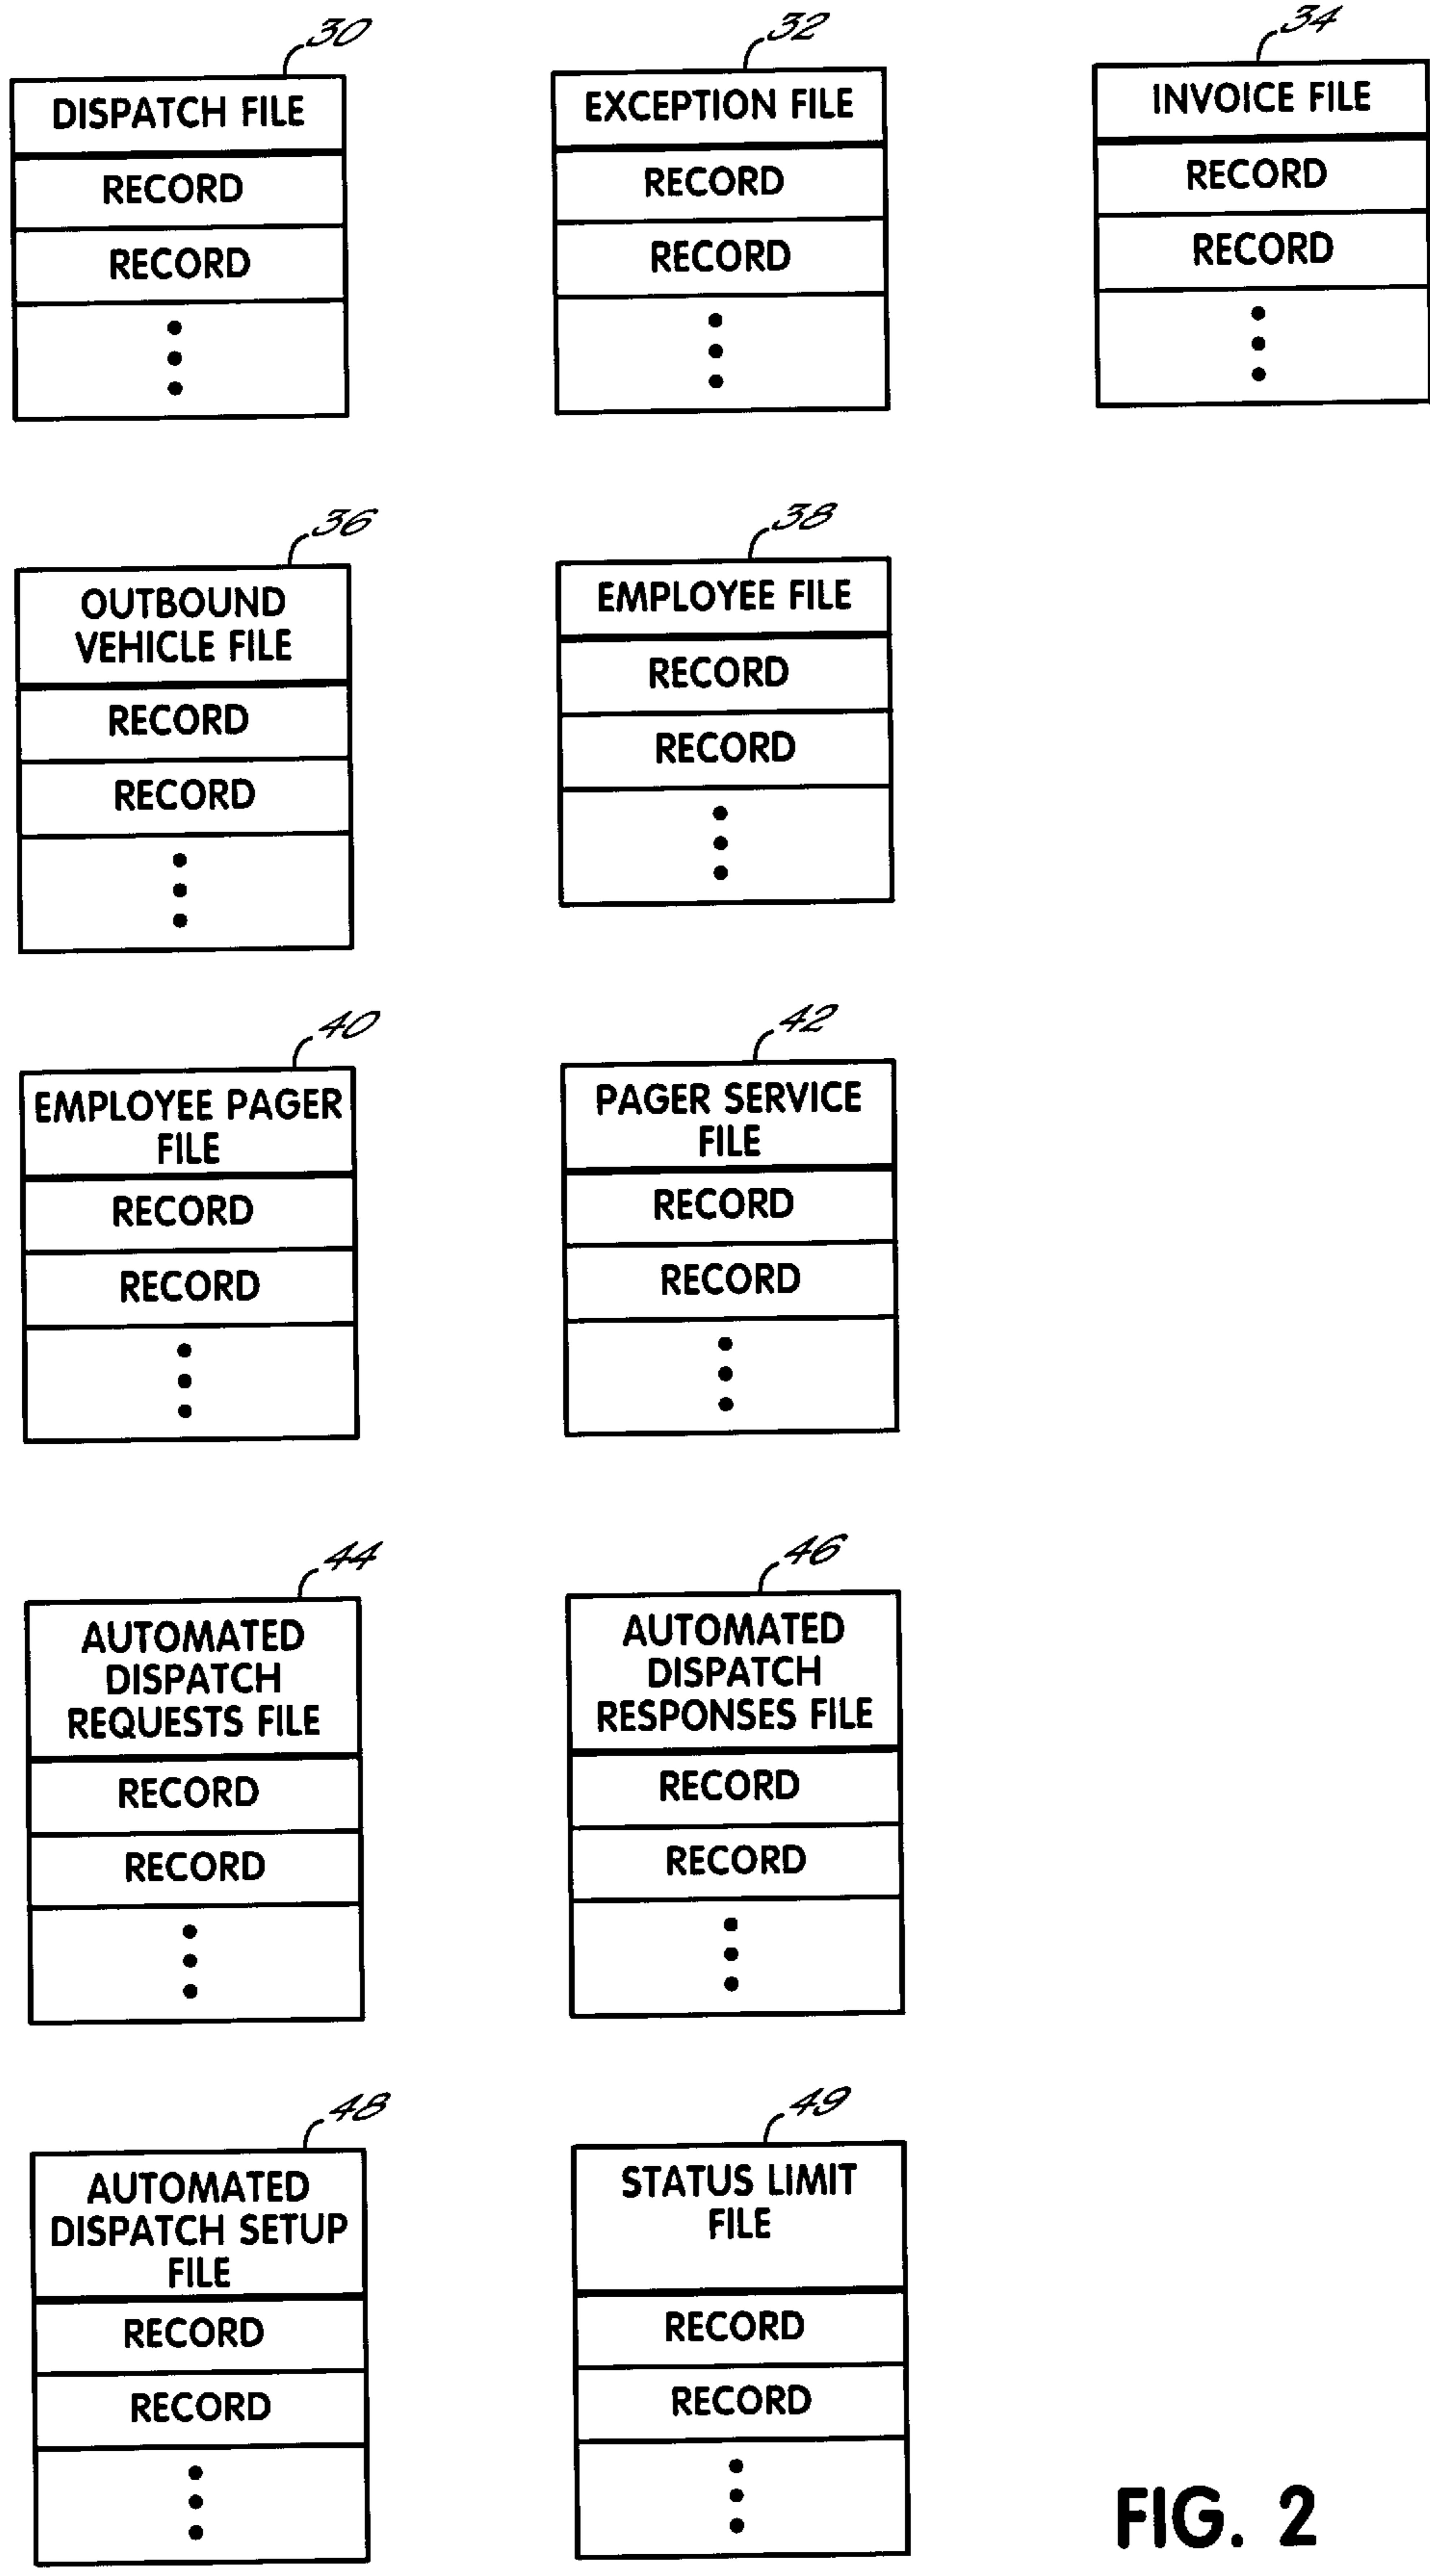 30
DISPATCH FILE
RECORD
RECORD
32
EXCEPTION FILE
RECORD
RECORD
34
INVOICE FILE
RECORD
RECORD
36
OUTBOUND
VEHICLE FILE
RECORD
RECORD
38
EMPLOYEE FILE
RECORD
RECORD
40
EMPLOYEE PAGER
FILE
RECORD
RECORD
42
PAGER SERVICE
FILE
RECORD
RECORD
44
AUTOMATED
DISPATCH
REQUESTS FILE
RECORD
RECORD
46
AUTOMATED
DISPATCH
RESPONSES FILE
RECORD
RECORD
48
AUTOMATED
DISPATCH SETUP
FILE
RECORD
RECORD
49
STATUS LIMIT
FILE
RECORD
RECORD
FIG. 2